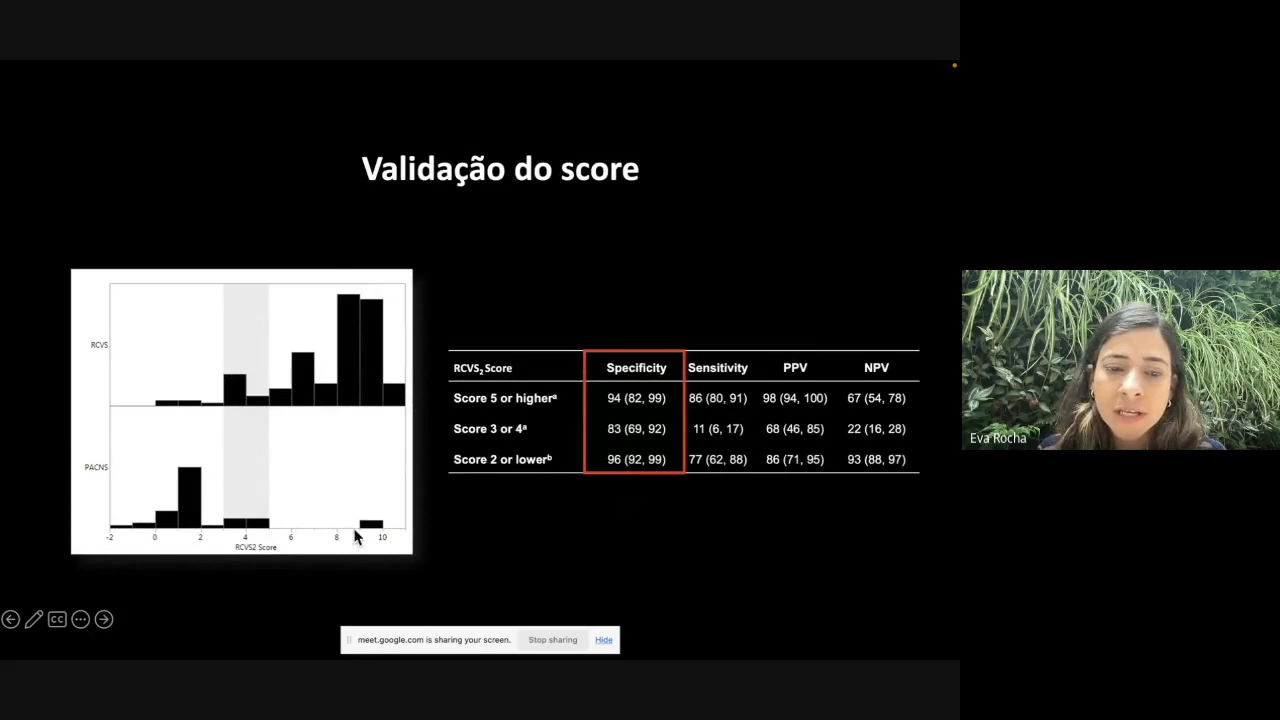 Validação do score
RCVS
PACNS
-2 0 2 4 6 8 10
RCVS2 Score
RCVS₂ Score Specificity Sensitivity PPV NPV
Score 5 or higherᵃ 94 (82, 99) 86 (80, 91) 98 (94, 100) 67 (54, 78)
Score 3 or 4ᵃ 83 (69, 92) 11 (6, 17) 68 (46, 85) 22 (16, 28)
Score 2 or lowerᵇ 96 (92, 99) 77 (62, 88) 86 (71, 95) 93 (88, 97)
Eva Rocha
CC
meet.google.com is sharing your screen. Stop sharing Hide